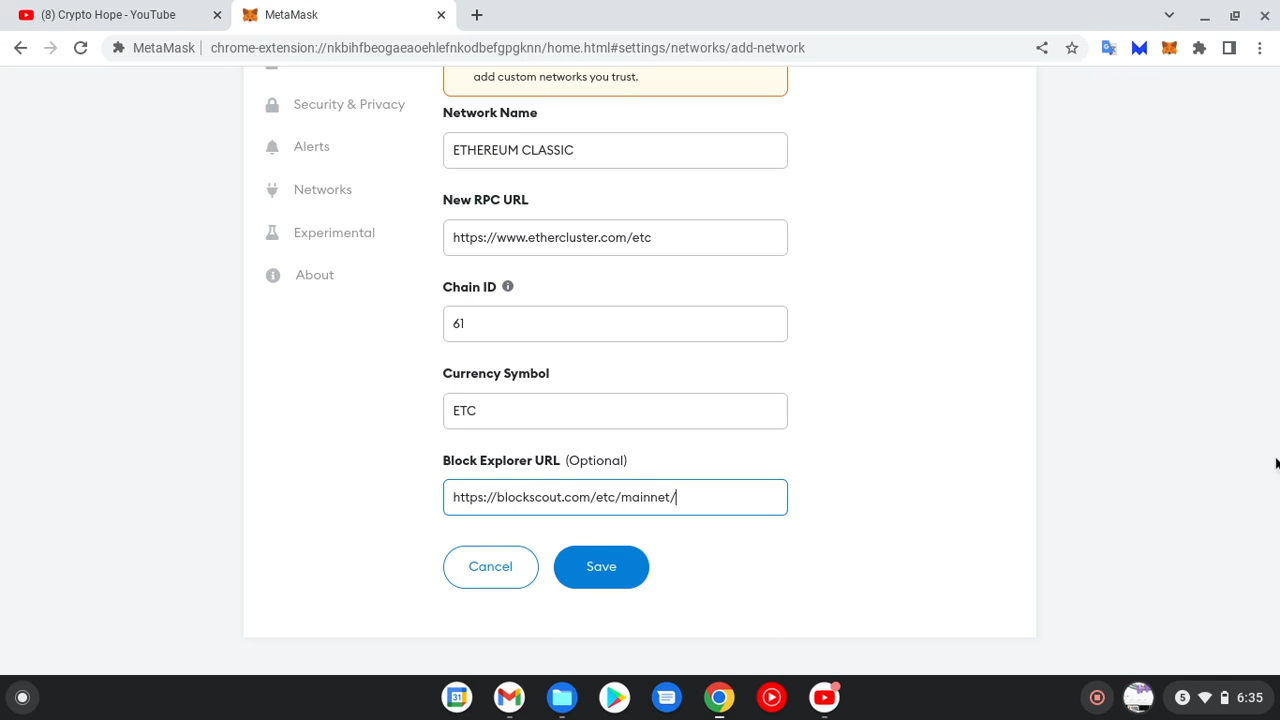 (8) Crypto Hope - YouTube
MetaMask
MetaMask
chrome-extension://nkbihfbeogaeaoehlefnkodbefgpgknn/home.html#settings/networks/add-network
add custom networks you trust.
Security & Privacy
Alerts
Networks
Experimental
About
Network Name
ETHEREUM CLASSIC
New RPC URL
https://www.ethercluster.com/etc
Chain ID
61
Currency Symbol
ETC
Block Explorer URL (Optional)
https://blockscout.com/etc/mainnet/
Cancel
Save
31
5
6:35